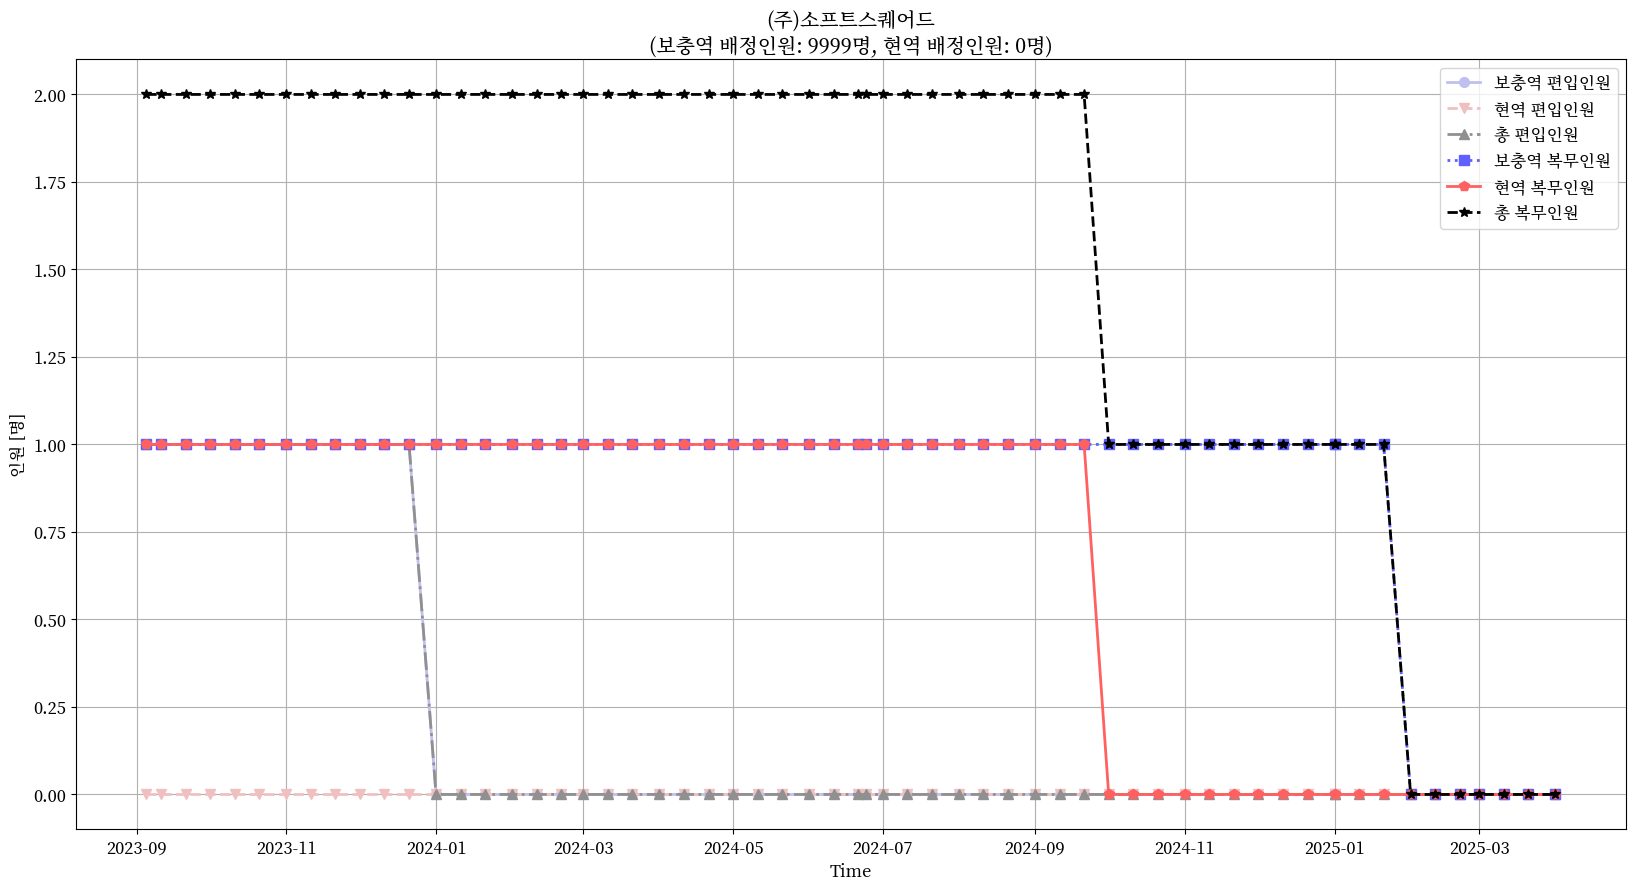 (주)소프트스퀘어드
(보충역 배정인원: 9999명, 현역 배정인원: 0명)
보충역 편입인원
현역 편입인원
총 편입인원
보충역 복무인원
현역 복무인원
총 복무인원
2.00
1.75
1.50
1.25
1.00
0.75
0.50
0.25
0.00
인원 [명]
2023-09
2023-11
2024-01
2024-03
2024-05
2024-07
2024-09
2024-11
2025-01
2025-03
Time